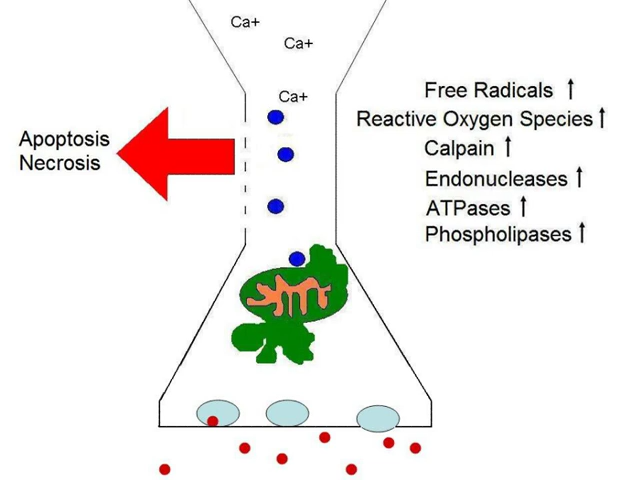 Ca+
Ca+
Ca+
Free Radicals ↑
Reactive Oxygen Species ↑
Calpain ↑
Endonucleases ↑
ATPases ↑
Phospholipases ↑
Apoptosis
Necrosis